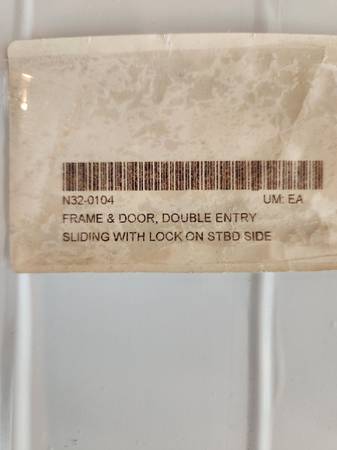 N32-0104 UM: EA
FRAME & DOOR, DOUBLE ENTRY
SLIDING WITH LOCK ON STBD SIDE